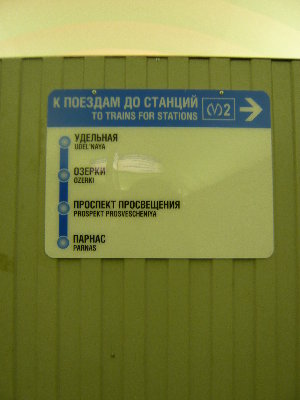 К ПОЕЗДАМ ДО СТАНЦИЙ
TO TRAINS FOR STATIONS
(V) 2
УДЕЛЬНАЯ
UDEL'NAYA
ОЗЕРКИ
OZERKI
ПРОСПЕКТ ПРОСВЕЩЕНИЯ
PROSPEKT PROSVESCHENIYA
ПАРНАС
PARNAS